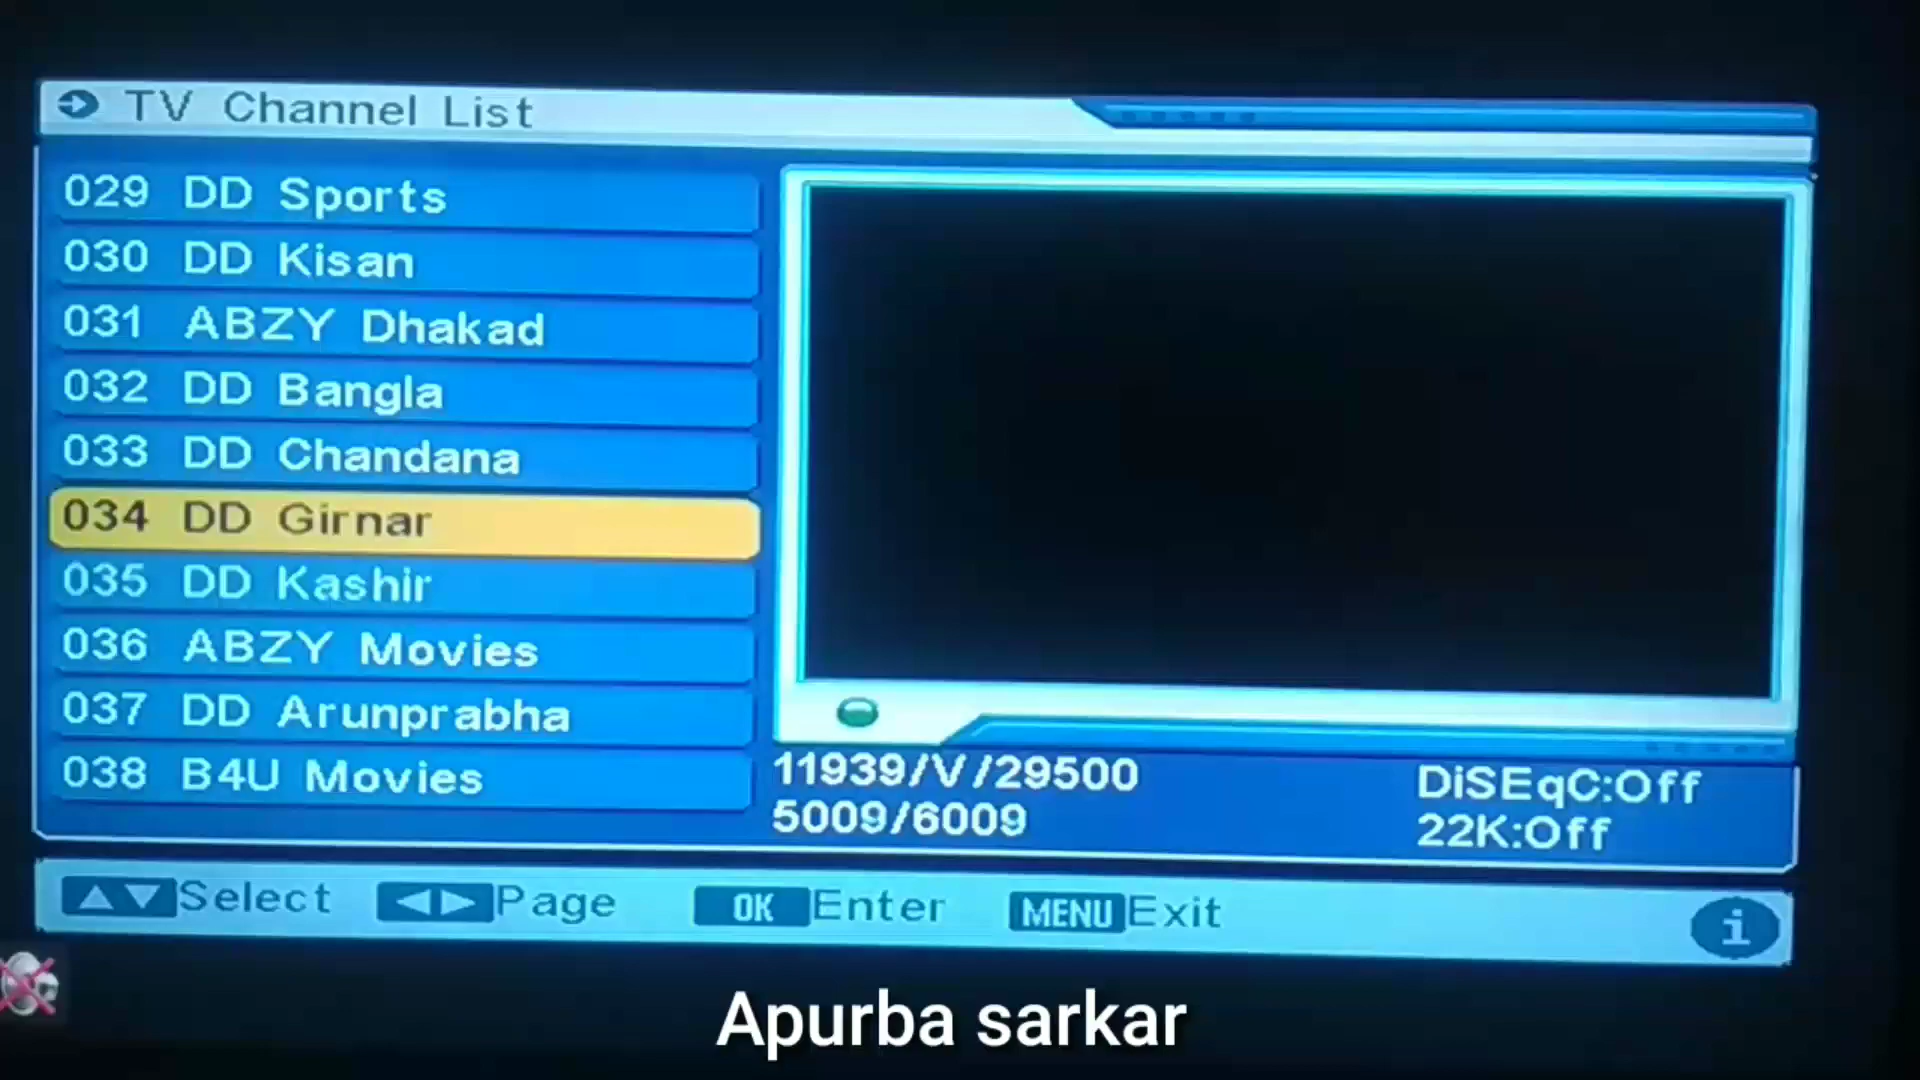 TV Channel List
029 DD Sports
030 DD Kisan
031 ABZY Dhakad
032 DD Bangla
033 DD Chandana
034 DD Girnar
035 DD Kashir
036 ABZY Movies
037 DD Arunprabha
038 B4U Movies
11939/V/29500
5009/6009
DiSEqC:Off
22K:Off
Select Page OK Enter MENU Exit i
Apurba sarkar